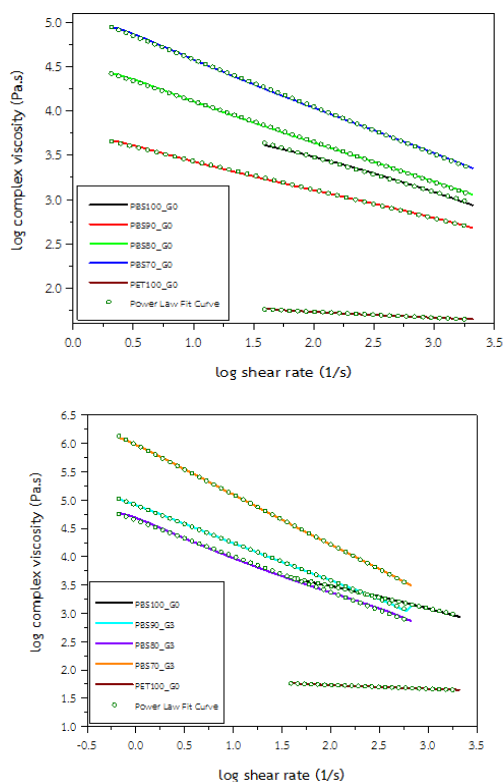 5.0
4.5
4.0
3.5
3.0
2.5
2.0
log complex viscosity (Pa.s)
PBS100_G0
PBS90_G0
PBS80_G0
PBS70_G0
PET100_G0
Power Law Fit Curve
0.0 0.5 1.0 1.5 2.0 2.5 3.0 3.5
log shear rate (1/s)
6.5
6.0
5.5
5.0
4.5
4.0
3.5
3.0
2.5
2.0
1.5
1.0
log complex viscosity (Pa.s)
PBS100_G0
PBS90_G3
PBS80_G3
PBS70_G3
PET100_G0
Power Law Fit Curve
-0.5 0.0 0.5 1.0 1.5 2.0 2.5 3.0 3.5
log shear rate (1/s)